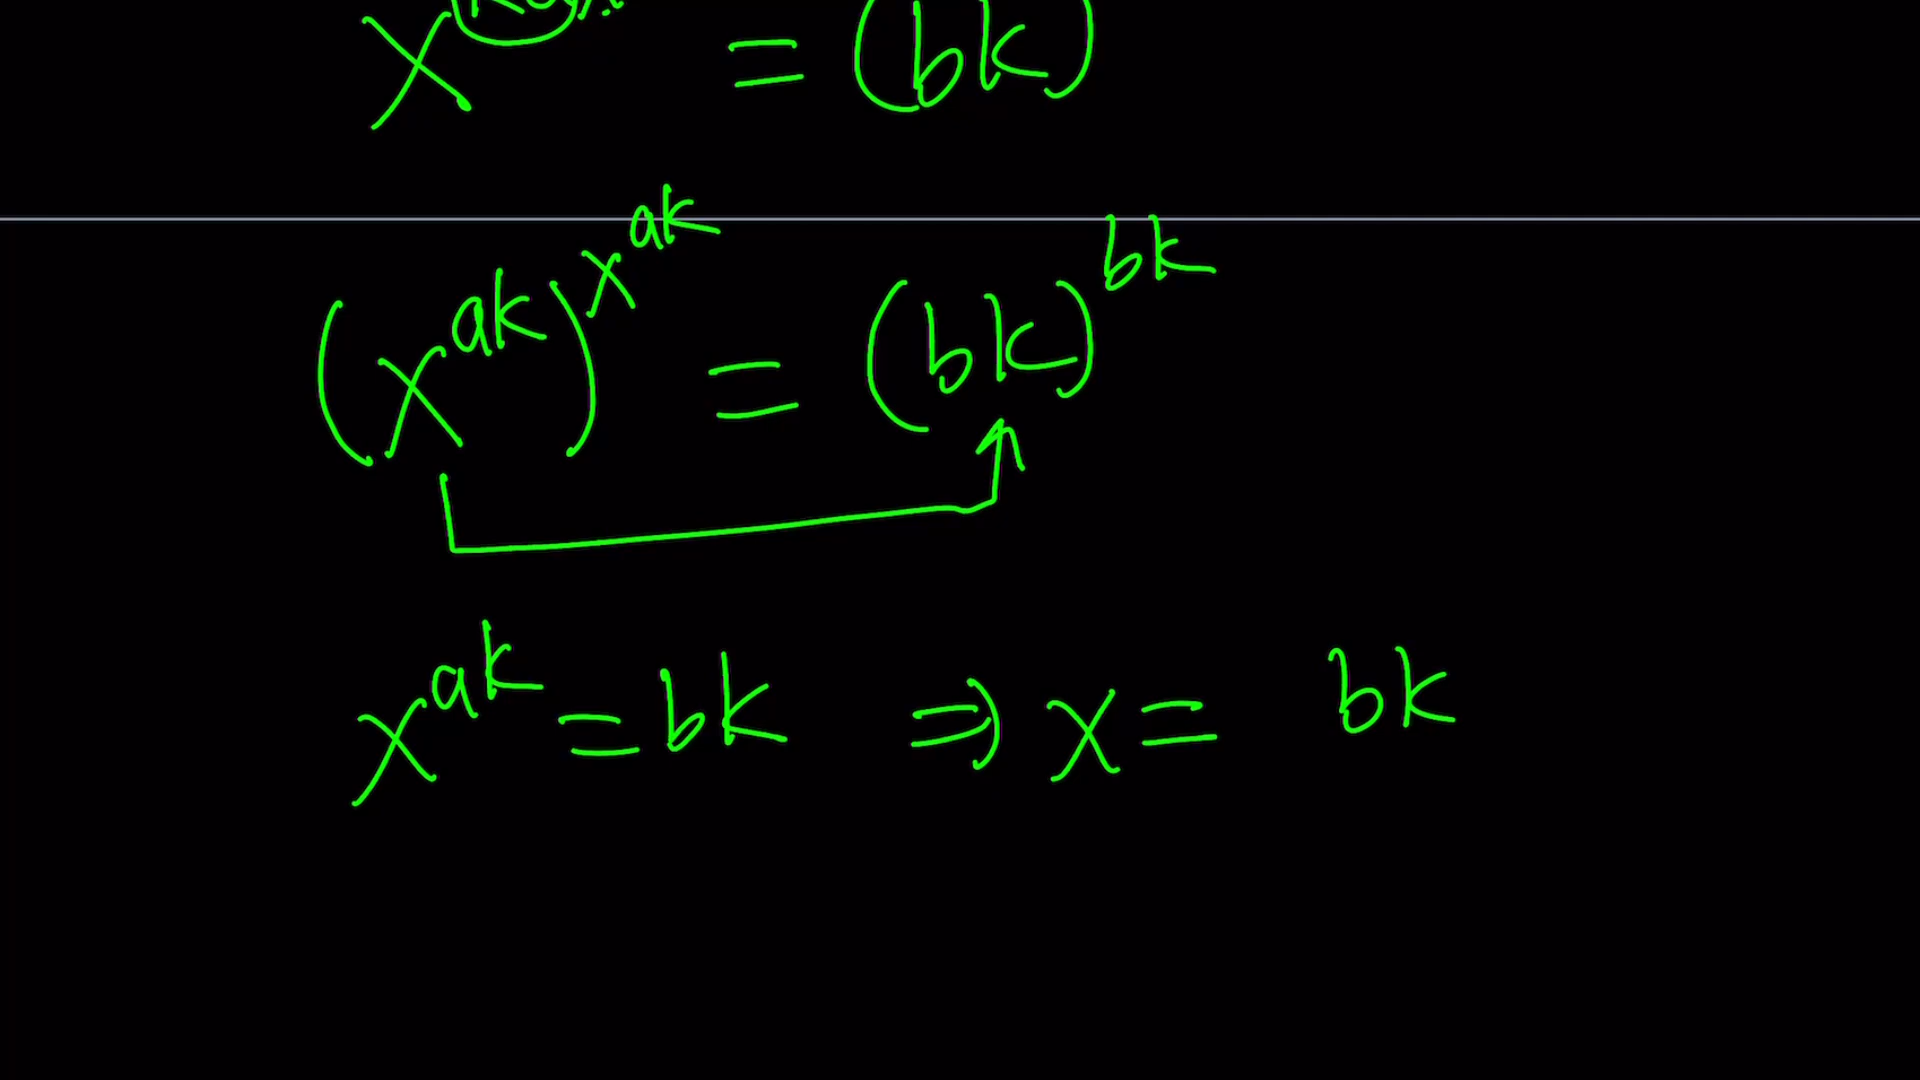 x = (bk)
(x^ak)^x^ak = (bk)^bk
x^ak = bk ⇒ x = bk